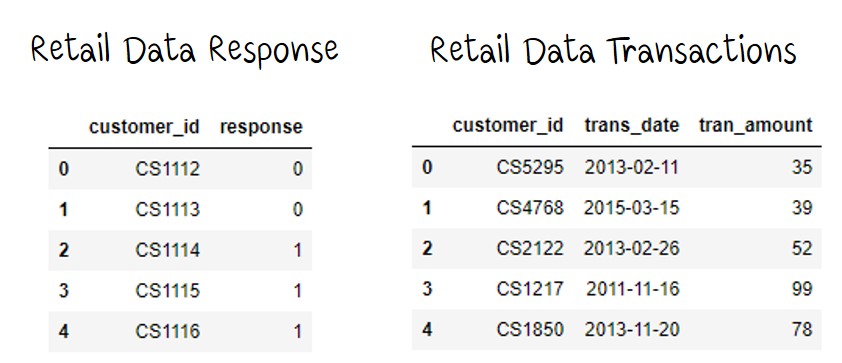 Retail Data Response
customer_id response
0 CS1112 0
1 CS1113 0
2 CS1114 1
3 CS1115 1
4 CS1116 1
Retail Data Transactions
customer_id trans_date tran_amount
0 CS5295 2013-02-11 35
1 CS4768 2015-03-15 39
2 CS2122 2013-02-26 52
3 CS1217 2011-11-16 99
4 CS1850 2013-11-20 78